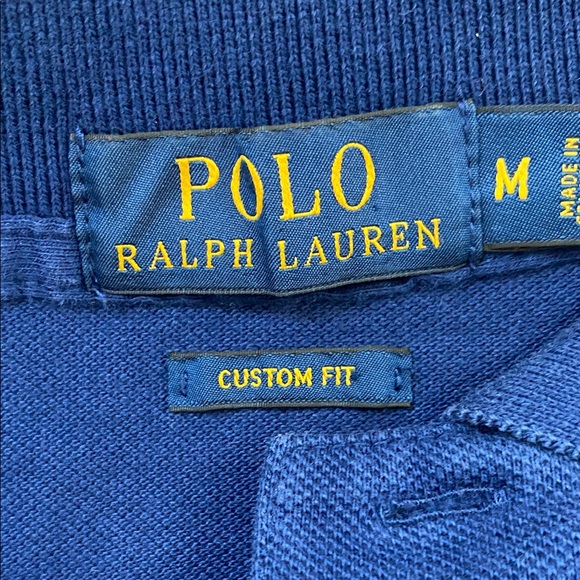 POLO
RALPH LAUREN
M
MADE IN
CUSTOM FIT